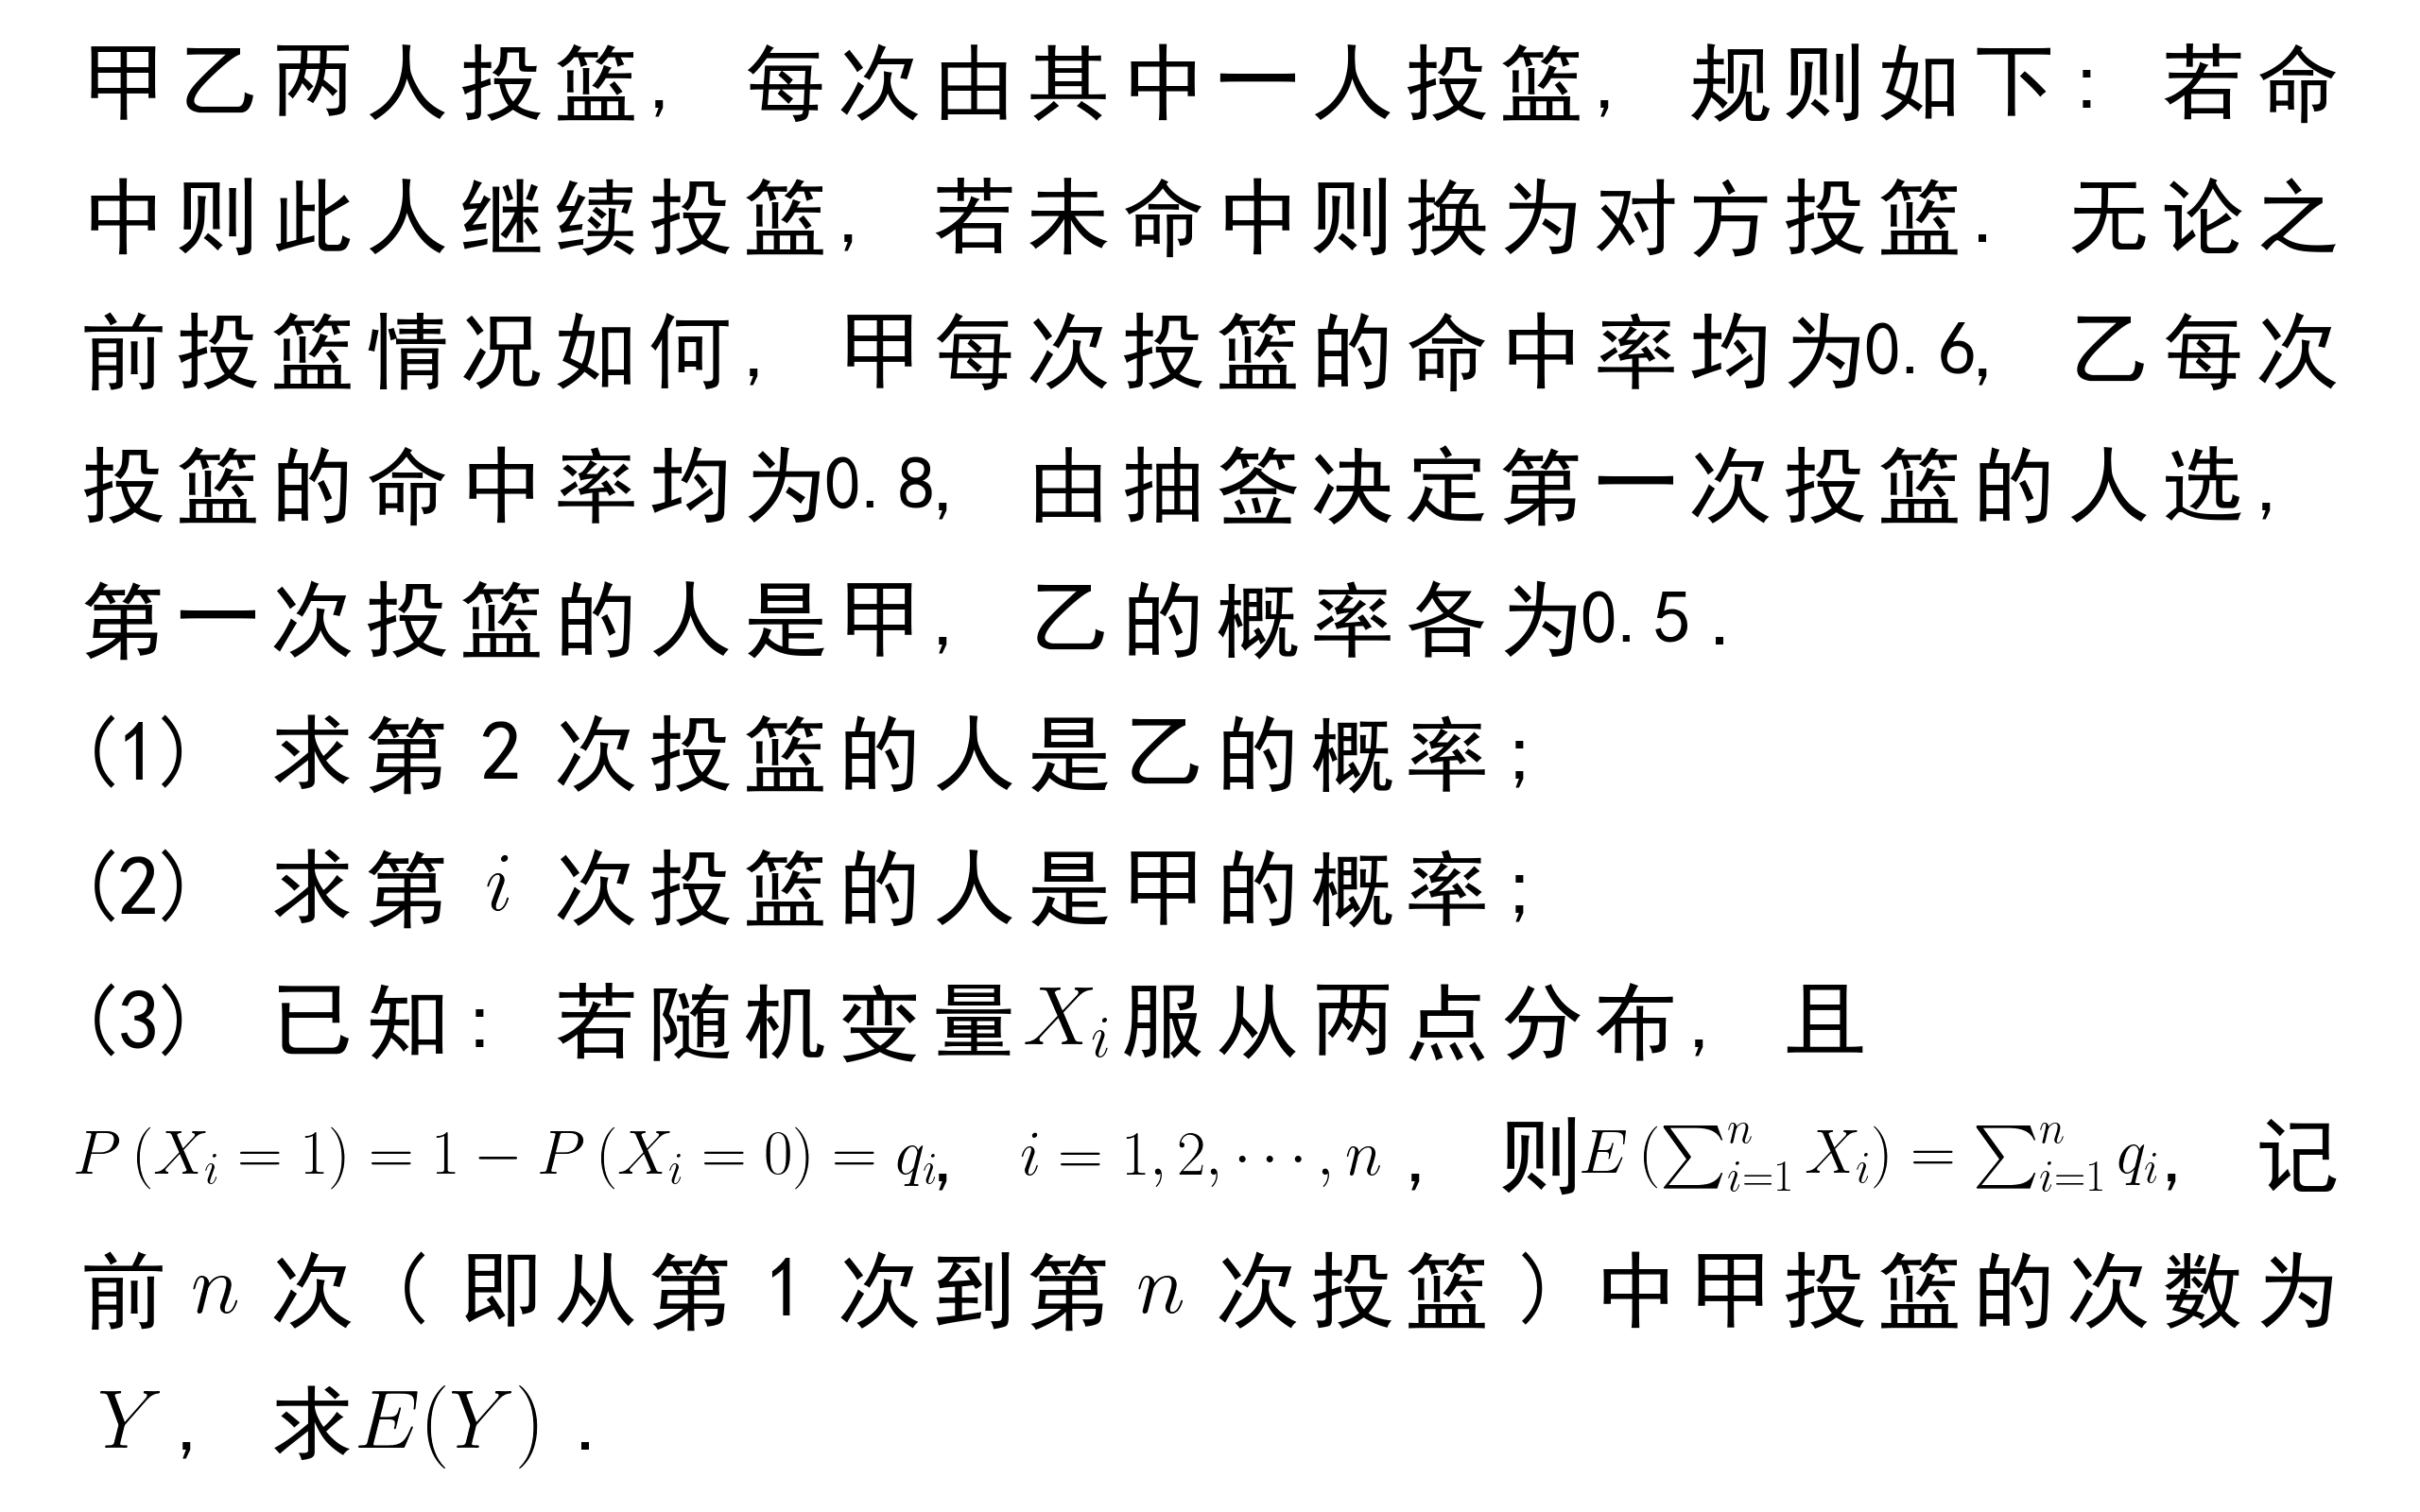 甲乙两人投篮，每次由其中一人投篮，规则如下：若命
中则此人继续投篮，若未命中则换为对方投篮．无论之
前投篮情况如何，甲每次投篮的命中率均为0.6，乙每次
投篮的命中率均为0.8，由抽签决定第一次投篮的人选，
第一次投篮的人是甲，乙的概率各为0.5．
(1) 求第 2 次投篮的人是乙的概率；
(2) 求第 i 次投篮的人是甲的概率；
(3) 已知：若随机变量X_i服从两点分布，且
P(X_i = 1) = 1 − P(X_i = 0) = q_i，i = 1, 2, ⋯, n，则E(∑_{i=1}^n X_i) = ∑_{i=1}^n q_i，记
前 n 次（即从第 1 次到第 n 次投篮）中甲投篮的次数为
Y，求E(Y)．